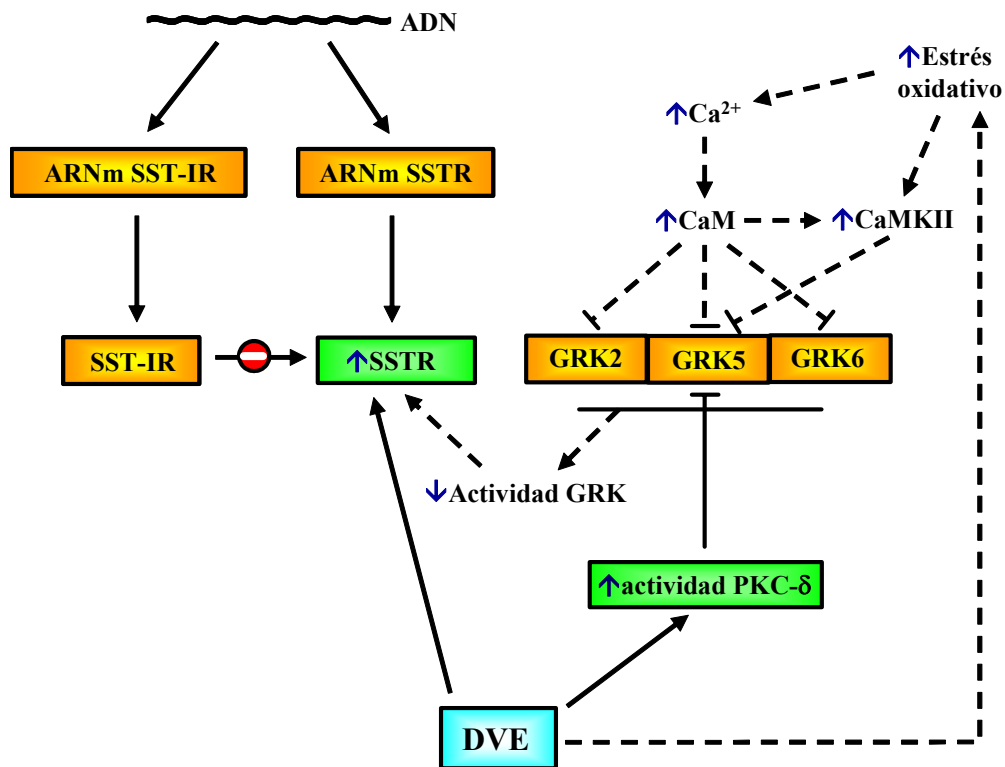 ADN
↑Estrés
oxidativo
↑Ca²⁺
ARNm SST-IR
ARNm SSTR
↑CaM
↑CaMKII
SST-IR
↑SSTR
GRK2
GRK5
GRK6
↓Actividad GRK
↑actividad PKC-δ
DVE